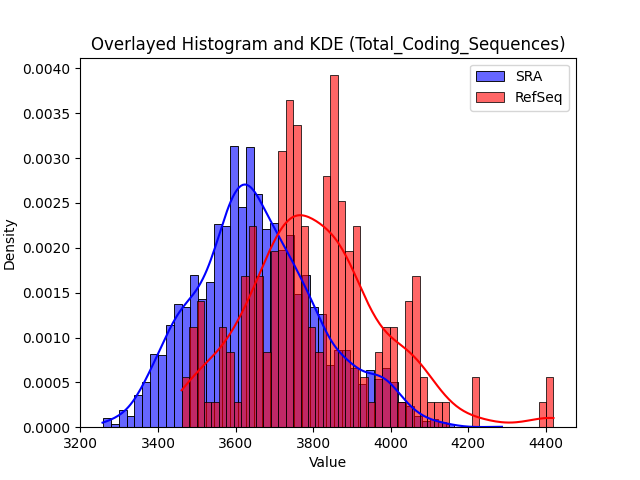 Overlayed Histogram and KDE (Total_Coding_Sequences)
SRA
RefSeq
Density
0.0040
0.0035
0.0030
0.0025
0.0020
0.0015
0.0010
0.0005
0.0000
3200 3400 3600 3800 4000 4200 4400
Value